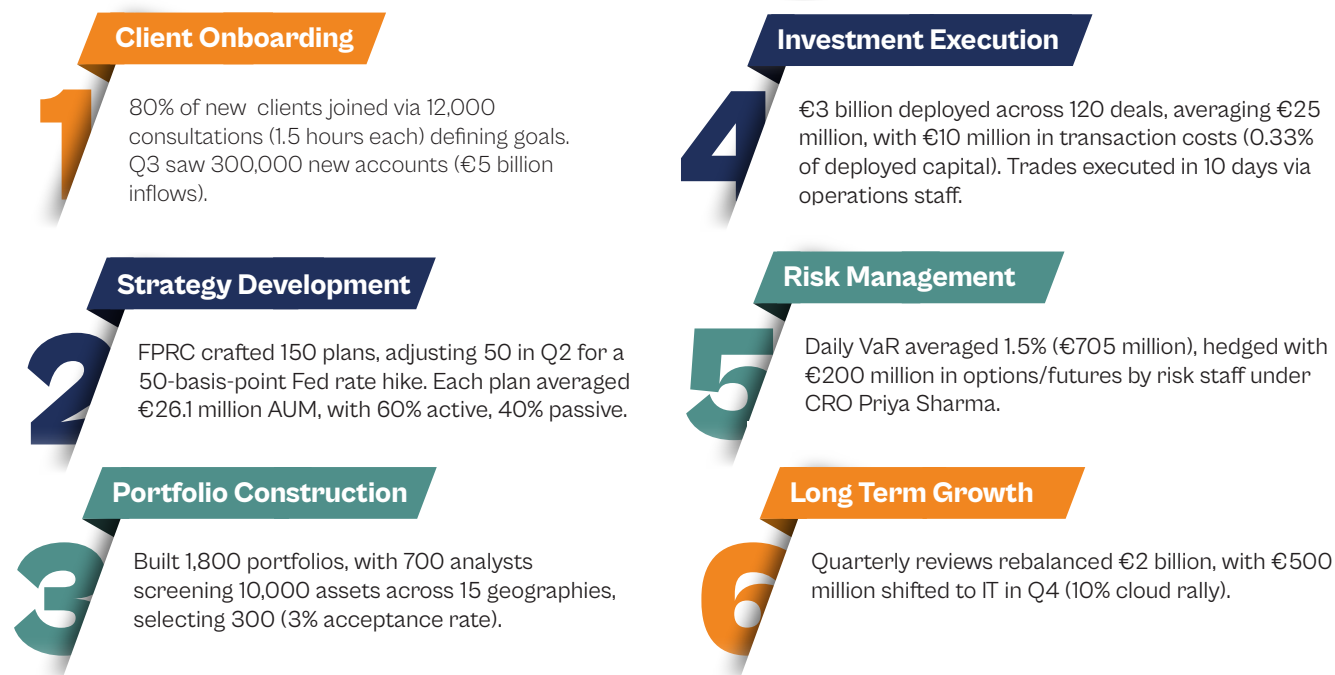 1
Client Onboarding
80% of new clients joined via 12,000
consultations (1.5 hours each) defining goals.
Q3 saw 300,000 new accounts (€5 billion
inflows).
2
Strategy Development
FPRC crafted 150 plans, adjusting 50 in Q2 for a
50-basis-point Fed rate hike. Each plan averaged
€26.1 million AUM, with 60% active, 40% passive.
3
Portfolio Construction
Built 1,800 portfolios, with 700 analysts
screening 10,000 assets across 15 geographies,
selecting 300 (3% acceptance rate).
4
Investment Execution
€3 billion deployed across 120 deals, averaging €25
million, with €10 million in transaction costs (0.33%
of deployed capital). Trades executed in 10 days via
operations staff.
5
Risk Management
Daily VaR averaged 1.5% (€705 million), hedged with
€200 million in options/futures by risk staff under
CRO Priya Sharma.
6
Long Term Growth
Quarterly reviews rebalanced €2 billion, with €500
million shifted to IT in Q4 (10% cloud rally).